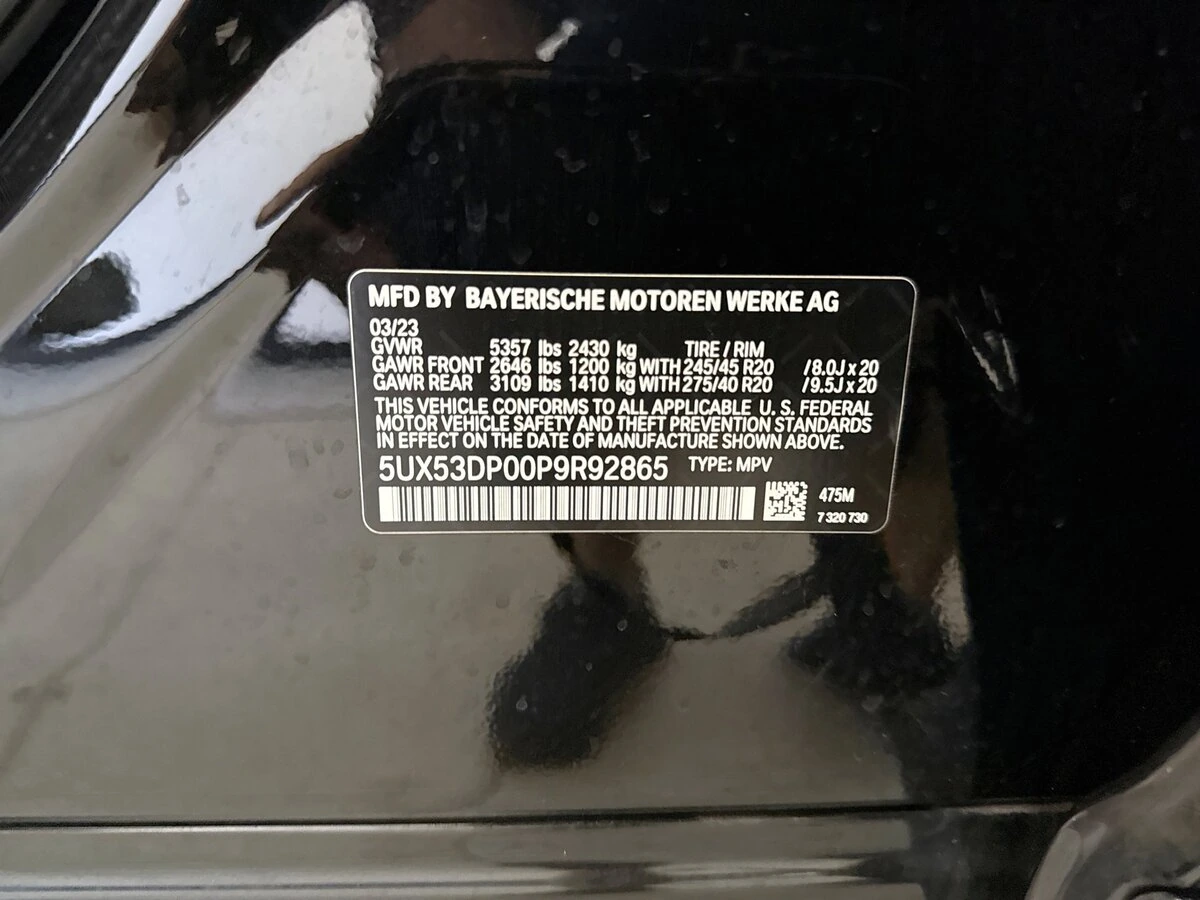 MFD BY BAYERISCHE MOTOREN WERKE AG
03/23
GVWR 5357 lbs 2430 kg TIRE / RIM
GAWR FRONT 2646 lbs 1200 kg WITH 245/45 R20 /8.0J x 20
GAWR REAR 3109 lbs 1410 kg WITH 275/40 R20 /9.5J x 20
THIS VEHICLE CONFORMS TO ALL APPLICABLE U. S. FEDERAL
MOTOR VEHICLE SAFETY AND THEFT PREVENTION STANDARDS
IN EFFECT ON THE DATE OF MANUFACTURE SHOWN ABOVE.
5UX53DP00P9R92865 TYPE: MPV
475M
7 320 730